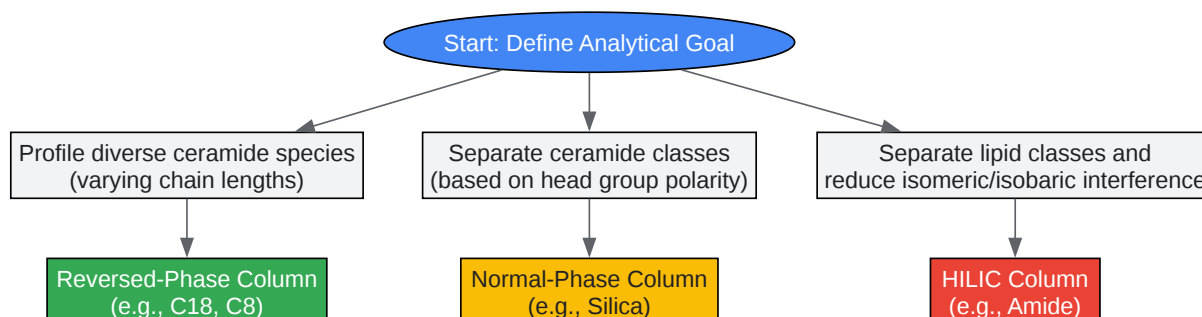 Start: Define Analytical Goal
Profile diverse ceramide species
(varying chain lengths)
Separate ceramide classes
(based on head group polarity)
Separate lipid classes and
reduce isomeric/isobaric interference
Reversed-Phase Column
(e.g., C18, C8)
Normal-Phase Column
(e.g., Silica)
HILIC Column
(e.g., Amide)